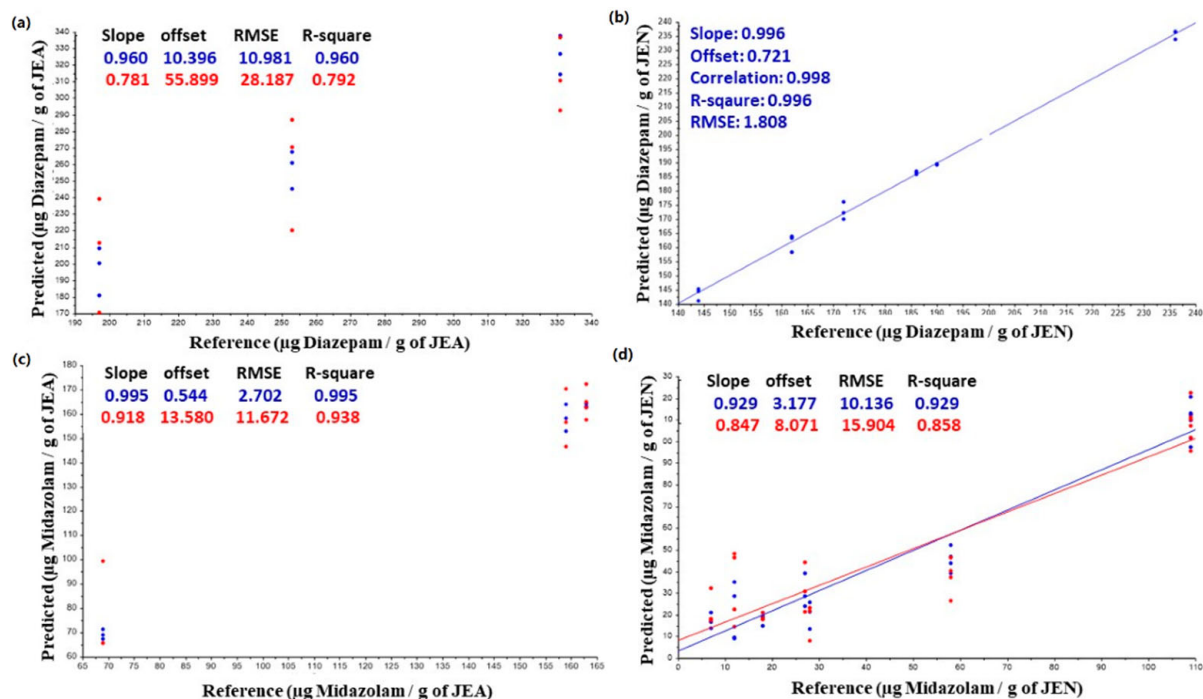 (a)
Slope offset RMSE R-square
0.960 10.396 10.981 0.960
0.781 55.899 28.187 0.792
340
330
320
310
300
290
280
270
260
250
240
230
220
210
200
190
180
170
190 200 210 220 230 240 250 260 270 280 290 300 310 320 330 340
Predicted (µg Diazepam / g of JEA)
Reference (µg Diazepam / g of JEA)
(b)
Slope: 0.996
Offset: 0.721
Correlation: 0.998
R-sqaure: 0.996
RMSE: 1.808
235
230
225
220
215
210
205
200
195
190
185
180
175
170
165
160
155
150
145
140
140 145 150 155 160 165 170 175 180 185 190 195 200 205 210 215 220 225 230 235 240
Predicted (µg Diazepam / g of JEN)
Reference (µg Diazepam / g of JEN)
(c)
Slope offset RMSE R-square
0.995 0.544 2.702 0.995
0.918 13.580 11.672 0.938
180
170
160
150
140
130
120
110
100
90
80
70
60
65 70 75 80 85 90 95 100 105 110 115 120 125 130 135 140 145 150 155 160 165
Predicted (µg Midazolam / g of JEA)
Reference (µg Midazolam / g of JEA)
(d)
Slope offset RMSE R-square
0.929 3.177 10.136 0.929
0.847 8.071 15.904 0.858
30
20
10
00
90
80
70
60
50
40
30
20
10
0
0 10 20 30 40 50 60 70 80 90 100 110
Predicted (µg Midazolam / g of JEN)
Reference (µg Midazolam / g of JEN)